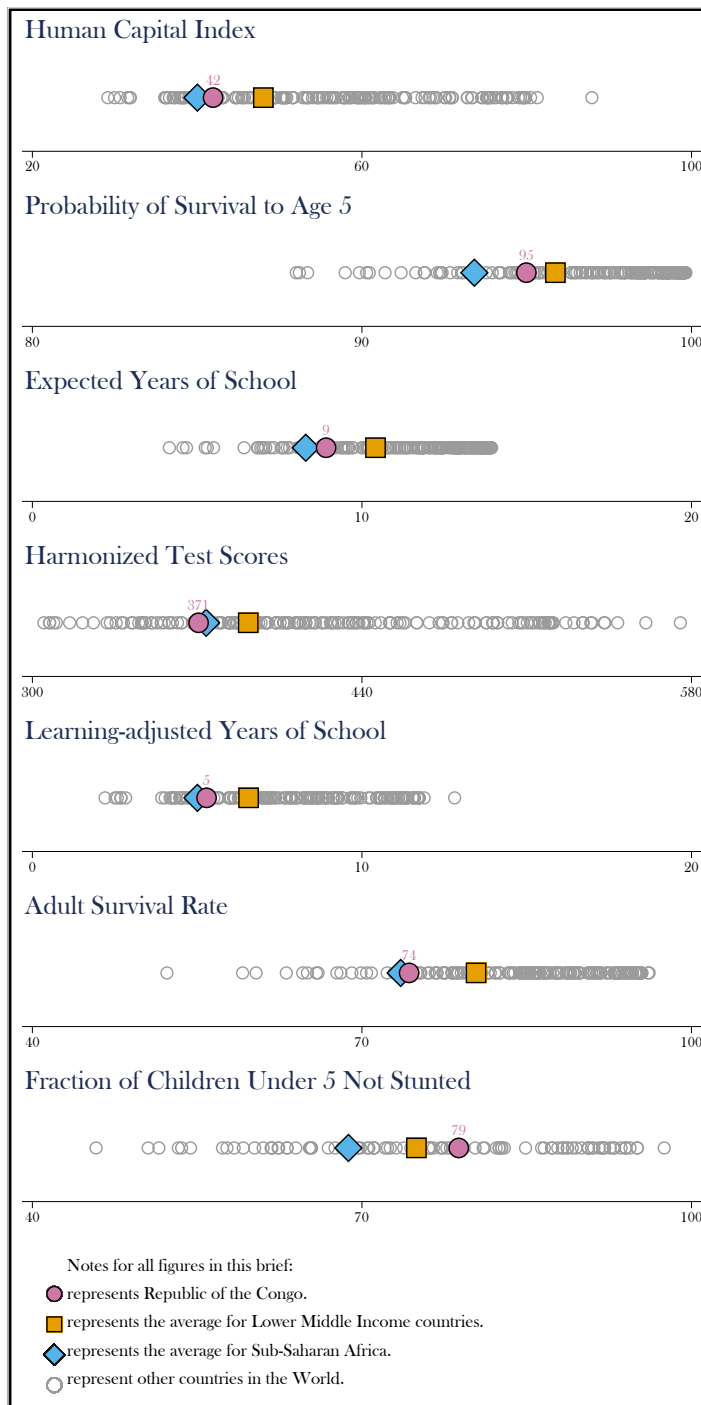 Human Capital Index
42
20 60 100
Probability of Survival to Age 5
95
80 90 100
Expected Years of School
9
0 10 20
Harmonized Test Scores
371
300 440 580
Learning-adjusted Years of School
5
0 10 20
Adult Survival Rate
74
40 70 100
Fraction of Children Under 5 Not Stunted
79
40 70 100
Notes for all figures in this brief:
represents Republic of the Congo.
represents the average for Lower Middle Income countries.
represents the average for Sub-Saharan Africa.
represent other countries in the World.